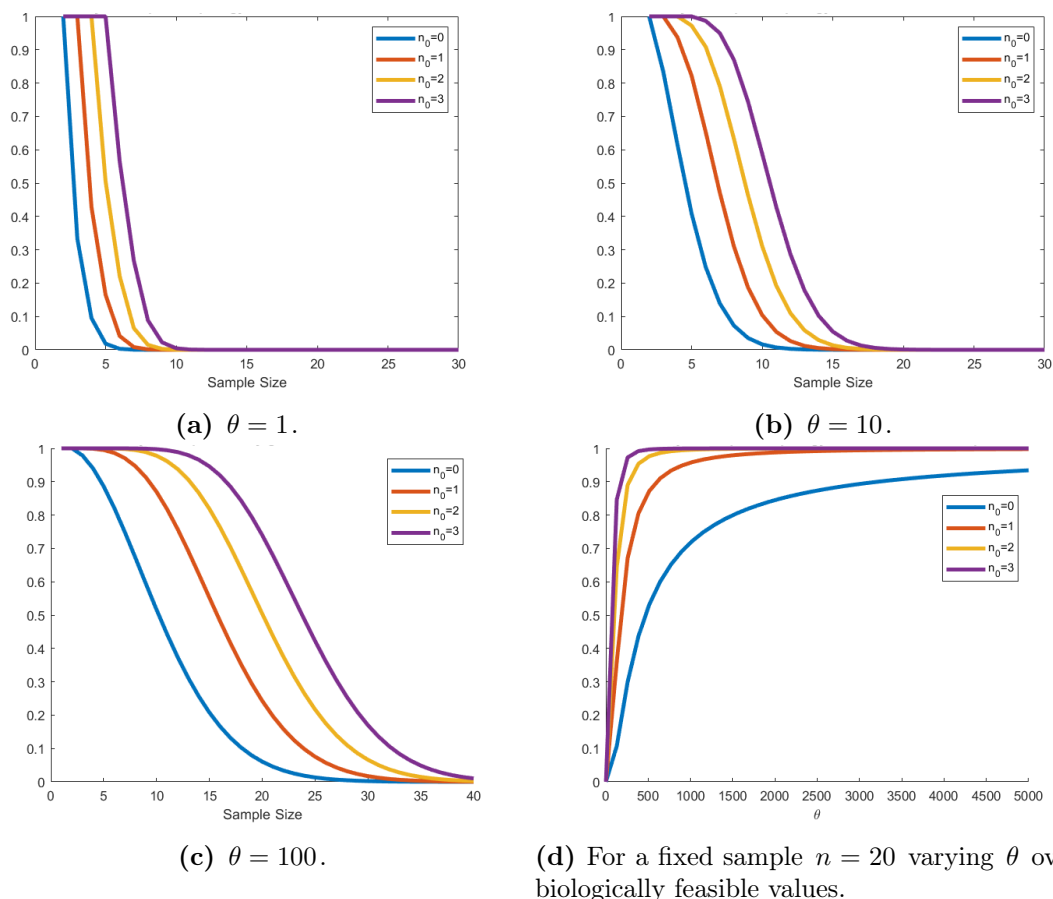 1
0.9
0.8
0.7
0.6
0.5
0.4
0.3
0.2
0.1
0
n0=0
n0=1
n0=2
n0=3
0 5 10 15 20 25 30
Sample Size
(a) θ = 1.
1
0.9
0.8
0.7
0.6
0.5
0.4
0.3
0.2
0.1
0
n0=0
n0=1
n0=2
n0=3
0 5 10 15 20 25 30
Sample Size
(b) θ = 10.
1
0.9
0.8
0.7
0.6
0.5
0.4
0.3
0.2
0.1
0
n0=0
n0=1
n0=2
n0=3
0 5 10 15 20 25 30 35 40
Sample Size
(c) θ = 100.
1
0.9
0.8
0.7
0.6
0.5
0.4
0.3
0.2
0.1
0
n0=0
n0=1
n0=2
n0=3
0 500 1000 1500 2000 2500 3000 3500 4000 4500 5000
θ
(d) For a fixed sample n = 20 varying θ ov
biologically feasible values.